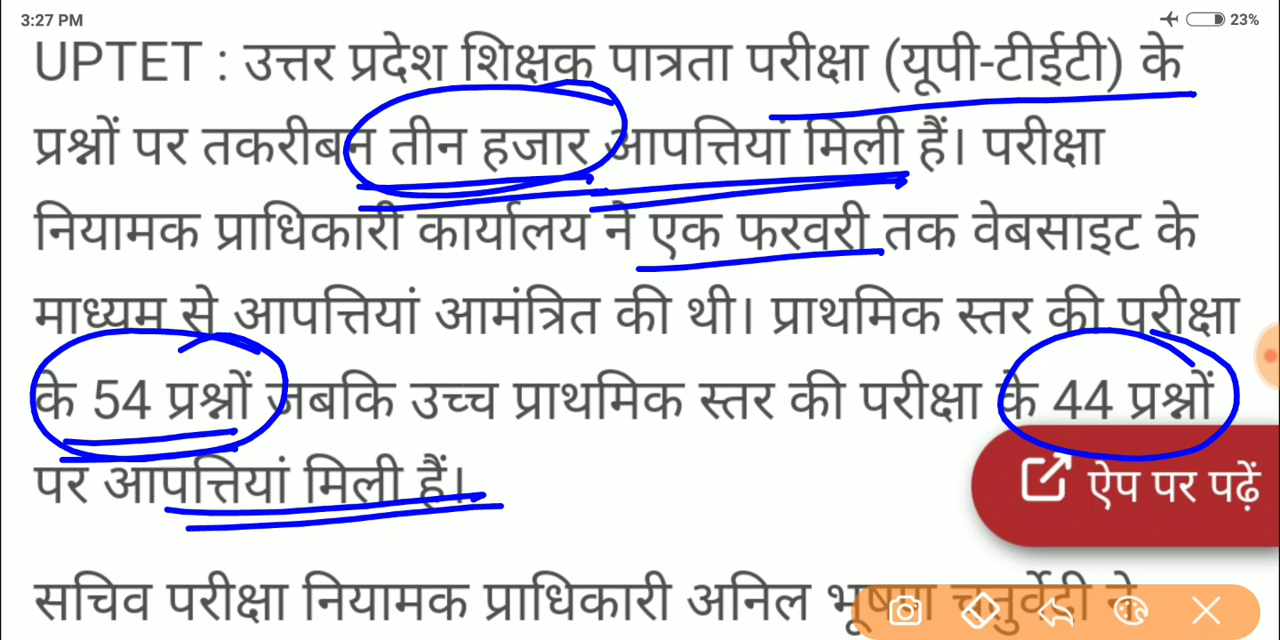 3:27 PM
23%
UPTET : उत्तर प्रदेश शिक्षक पात्रता परीक्षा (यूपी-टीईटी) के
प्रश्नों पर तकरीबन तीन हजार आपत्तियां मिली हैं। परीक्षा
नियामक प्राधिकारी कार्यालय ने एक फरवरी तक वेबसाइट के
माध्यम से आपत्तियां आमंत्रित की थी। प्राथमिक स्तर की परीक्षा
के 54 प्रश्नों जबकि उच्च प्राथमिक स्तर की परीक्षा के 44 प्रश्नों
पर आपत्तियां मिली हैं।
ऐप पर पढ़ें
सचिव परीक्षा नियामक प्राधिकारी अनिल भूषण चतुर्वेदी ने